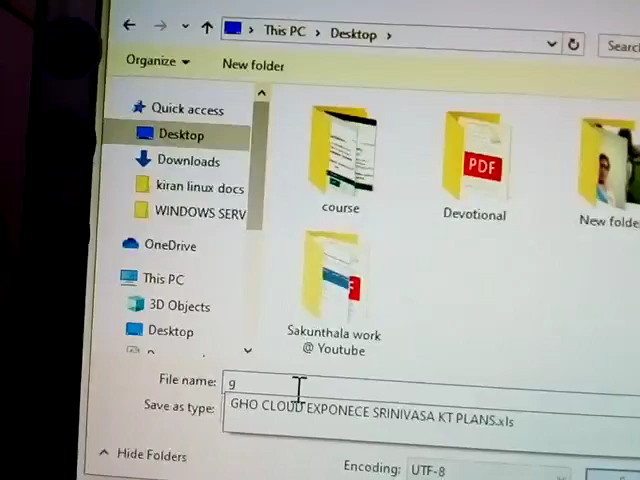 This PC > Desktop >
Searc
Organize
New folder
Quick access
Desktop
Downloads
kiran linux docs
WINDOWS SERV
OneDrive
This PC
3D Objects
Desktop
course
PDF
Devotional
New folde
Sakunthala work
@ Youtube
File name: g
Save as type:
GHO CLOUD EXPONECE SRINIVASA KT PLANS.xls
Hide Folders
Encoding: UTF-8